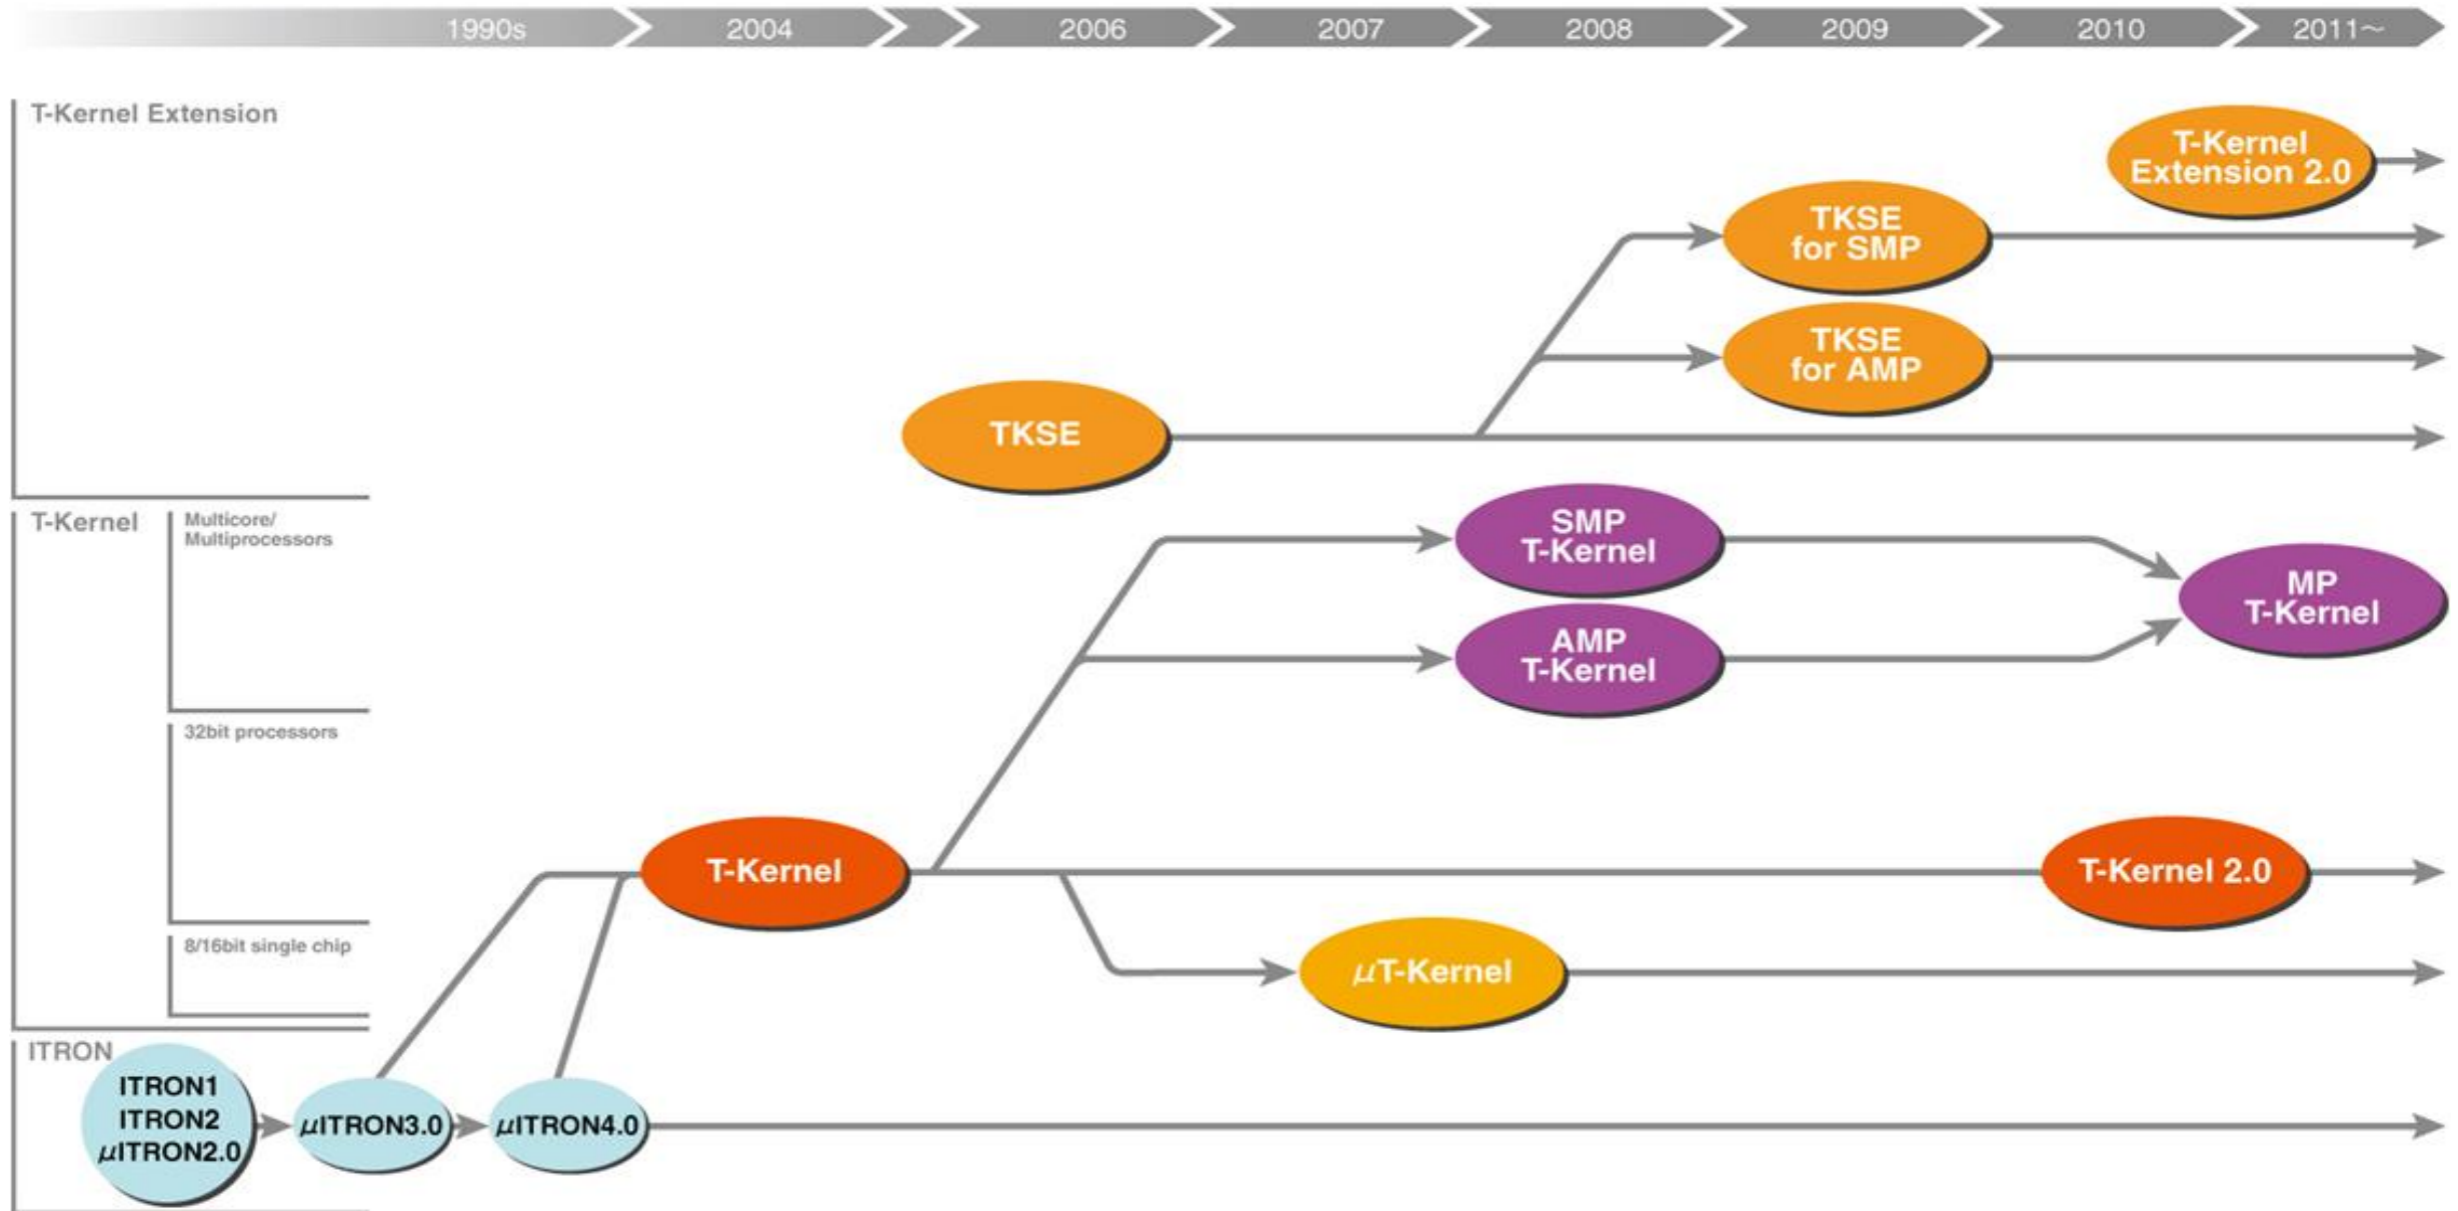 1990s
2004
2006
2007
2008
2009
2010
2011～
T-Kernel Extension
T-Kernel
Extension 2.0
TKSE
for SMP
TKSE
for AMP
TKSE
T-Kernel
Multicore/
Multiprocessors
SMP
T-Kernel
AMP
T-Kernel
MP
T-Kernel
32bit processors
T-Kernel
T-Kernel 2.0
8/16bit single chip
μT-Kernel
ITRON
ITRON1
ITRON2
μITRON2.0
μITRON3.0
μITRON4.0